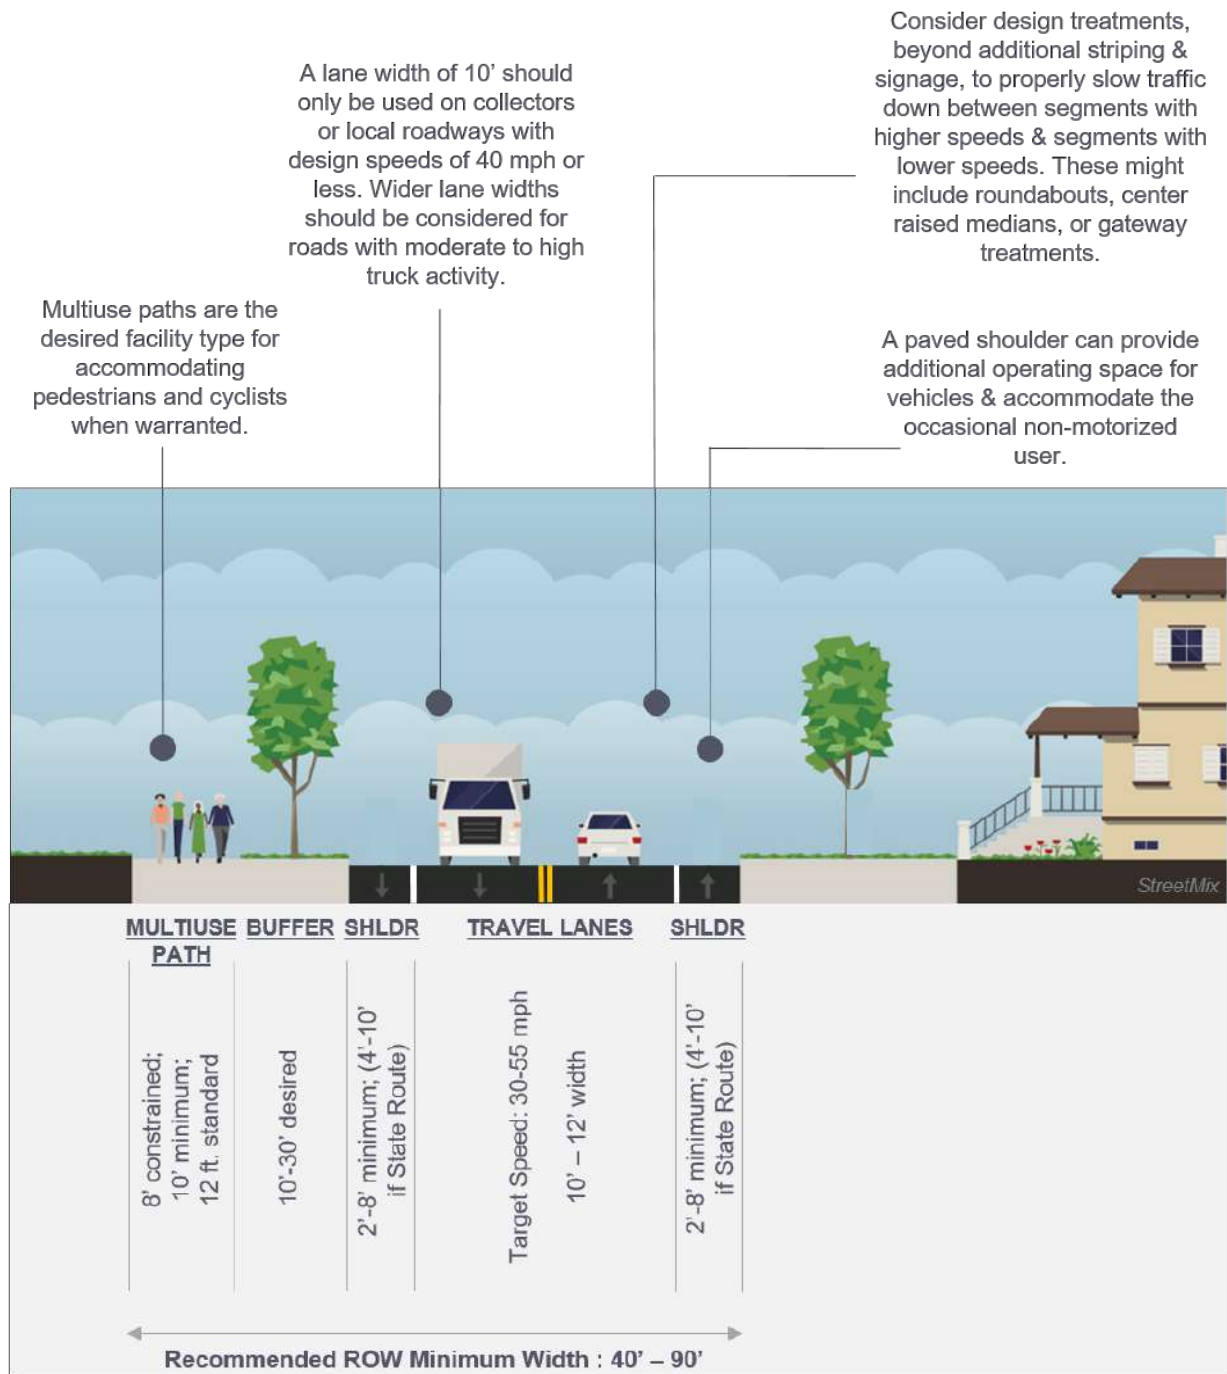 Consider design treatments,
beyond additional striping &
signage, to properly slow traffic
down between segments with
higher speeds & segments with
lower speeds. These might
include roundabouts, center
raised medians, or gateway
treatments.
A lane width of 10’ should
only be used on collectors
or local roadways with
design speeds of 40 mph or
less. Wider lane widths
should be considered for
roads with moderate to high
truck activity.
Multiuse paths are the
desired facility type for
accommodating
pedestrians and cyclists
when warranted.
A paved shoulder can provide
additional operating space for
vehicles & accommodate the
occasional non-motorized
user.
StreetMix
MULTIUSE
PATH
BUFFER
SHLDR
TRAVEL LANES
SHLDR
8’ constrained;
10’ minimum;
12 ft. standard
10’-30’ desired
2’-8’ minimum; (4’-10’
if State Route)
Target Speed: 30-55 mph
10’ – 12’ width
2’-8’ minimum; (4’-10’
if State Route)
Recommended ROW Minimum Width : 40’ – 90’